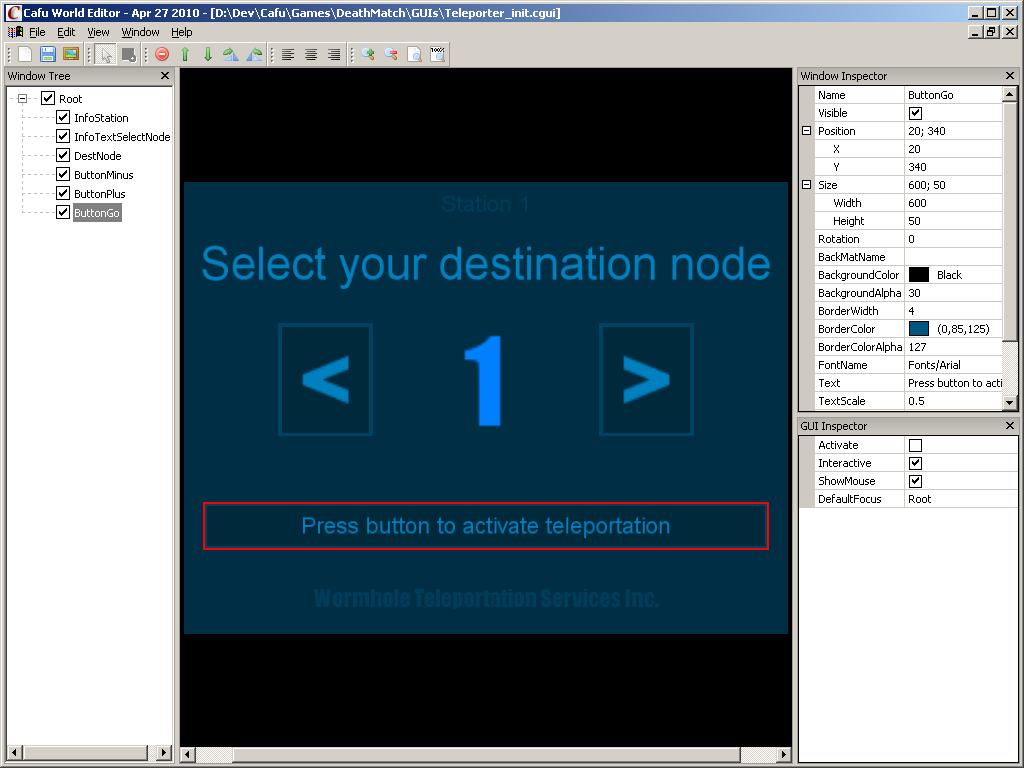 Cafu World Editor - Apr 27 2010 - [D:\Dev\Cafu\Games\DeathMatch\GUIs\Teleporter_init.cgui]
File Edit View Window Help
100%
Window Tree
Root
InfoStation
InfoTextSelectNode
DestNode
ButtonMinus
ButtonPlus
ButtonGo
Station 1
Select your destination node
< 1 >
Press button to activate teleportation
Wormhole Teleportation Services Inc.
Window Inspector
Name ButtonGo
Visible
Position 20; 340
X 20
Y 340
Size 600; 50
Width 600
Height 50
Rotation 0
BackMatName
BackgroundColor Black
BackgroundAlpha 30
BorderWidth 4
BorderColor (0,85,125)
BorderColorAlpha 127
FontName Fonts/Arial
Text Press button to acti
TextScale 0.5
GUI Inspector
Activate
Interactive
ShowMouse
DefaultFocus Root